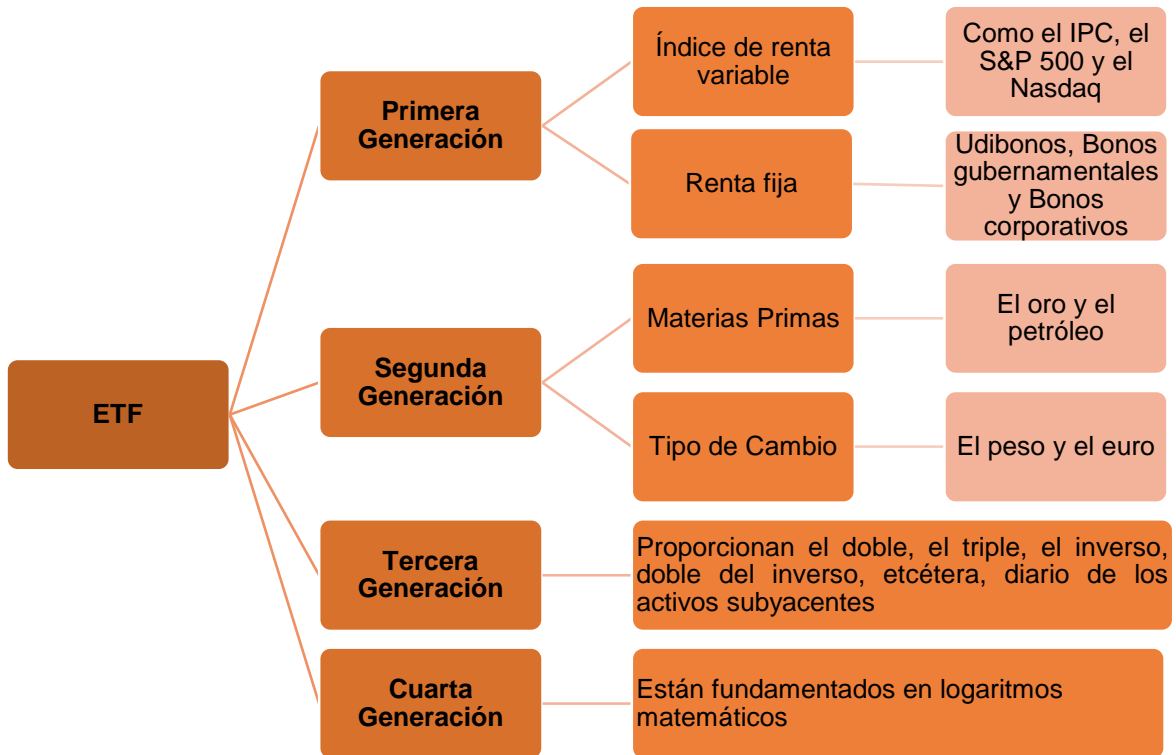 ETF
Primera
Generación
Índice de renta
variable
Como el IPC, el
S&P 500 y el
Nasdaq
Renta fija
Udibonos, Bonos
gubernamentales
y Bonos
corporativos
Segunda
Generación
Materias Primas
El oro y el
petróleo
Tipo de Cambio
El peso y el euro
Tercera
Generación
Proporcionan el doble, el triple, el inverso,
doble del inverso, etcétera, diario de los
activos subyacentes
Cuarta
Generación
Están fundamentados en logaritmos
matemáticos